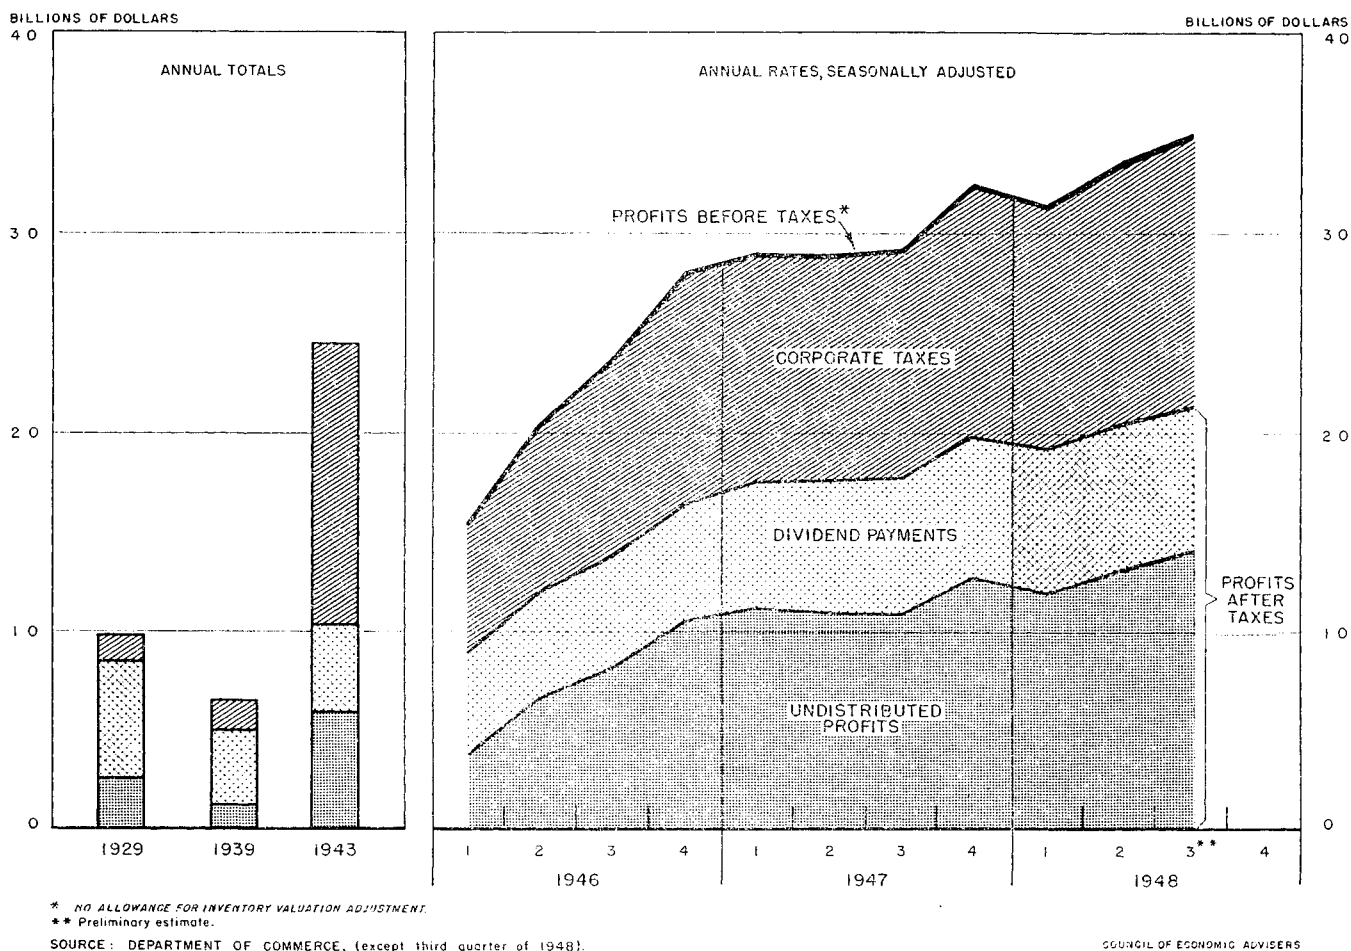 BILLIONS OF DOLLARS
BILLIONS OF DOLLARS
40
40
ANNUAL TOTALS
ANNUAL RATES, SEASONALLY ADJUSTED
PROFITS BEFORE TAXES*
30
30
CORPORATE TAXES
20
20
DIVIDEND PAYMENTS
PROFITS
AFTER
TAXES
10
10
UNDISTRIBUTED
PROFITS
0
0
1929 1939 1943
1 2 3 4 1 2 3 4 1 2 3** 4
1946 1947 1948
* NO ALLOWANCE FOR INVENTORY VALUATION ADJUSTMENT.
** Preliminary estimate.
SOURCE: DEPARTMENT OF COMMERCE, (except third quarter of 1948).
COUNCIL OF ECONOMIC ADVISERS